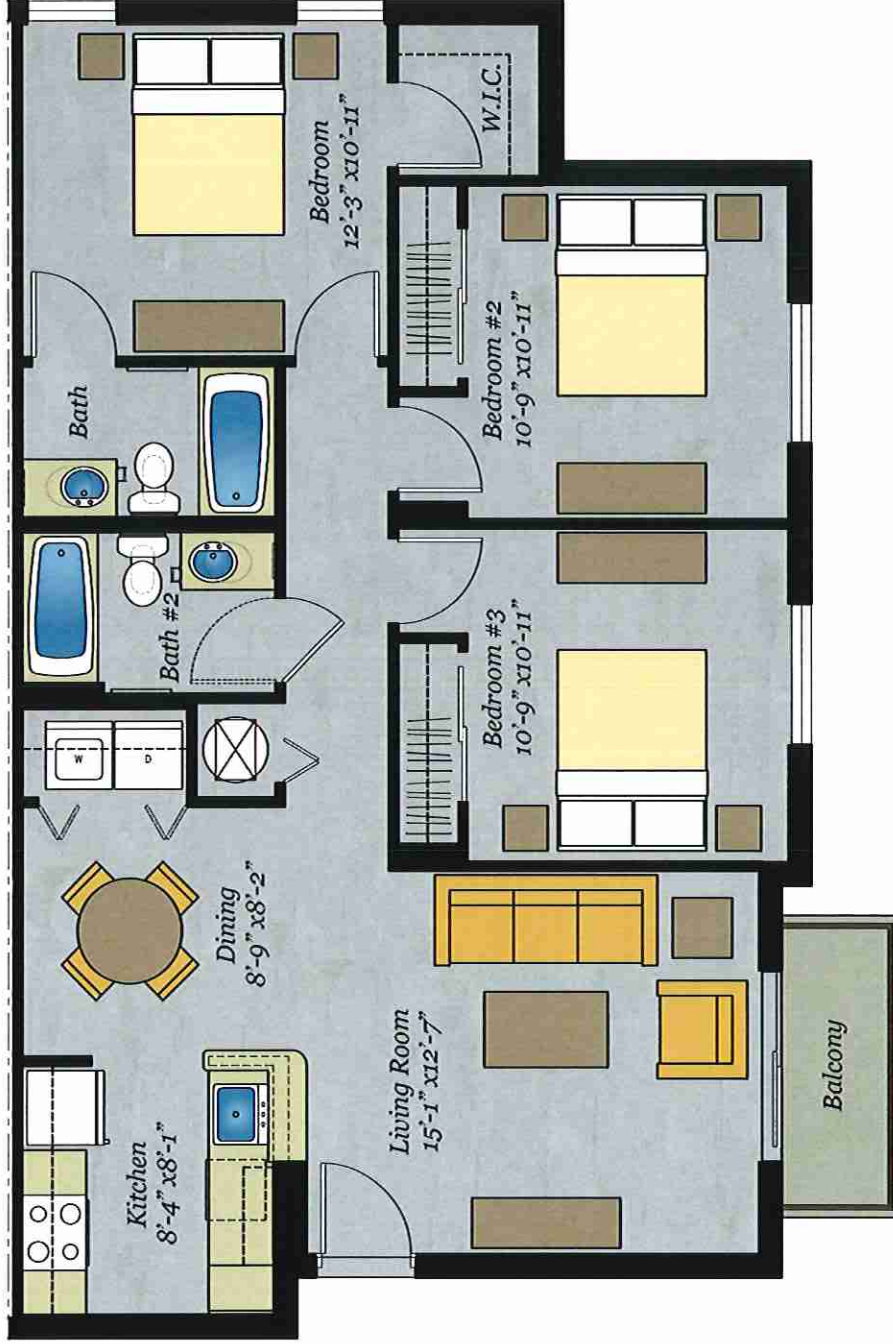 W.I.C.
Bedroom
12'-3" x10'-11"
Bath
Bedroom #2
10'-9" x10'-11"
Bath #2
Bedroom #3
10'-9" x10'-11"
W
D
Dining
8'-9" x8'-2"
Living Room
15'-1" x12'-7"
Balcony
Kitchen
8'-4" x8'-1"